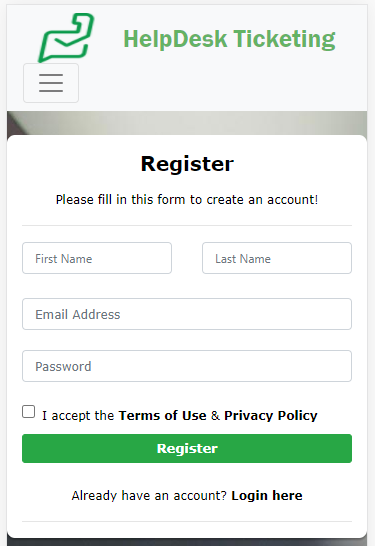 HelpDesk Ticketing
Register
Please fill in this form to create an account!
First Name
Last Name
Email Address
Password
I accept the Terms of Use & Privacy Policy
Register
Already have an account? Login here